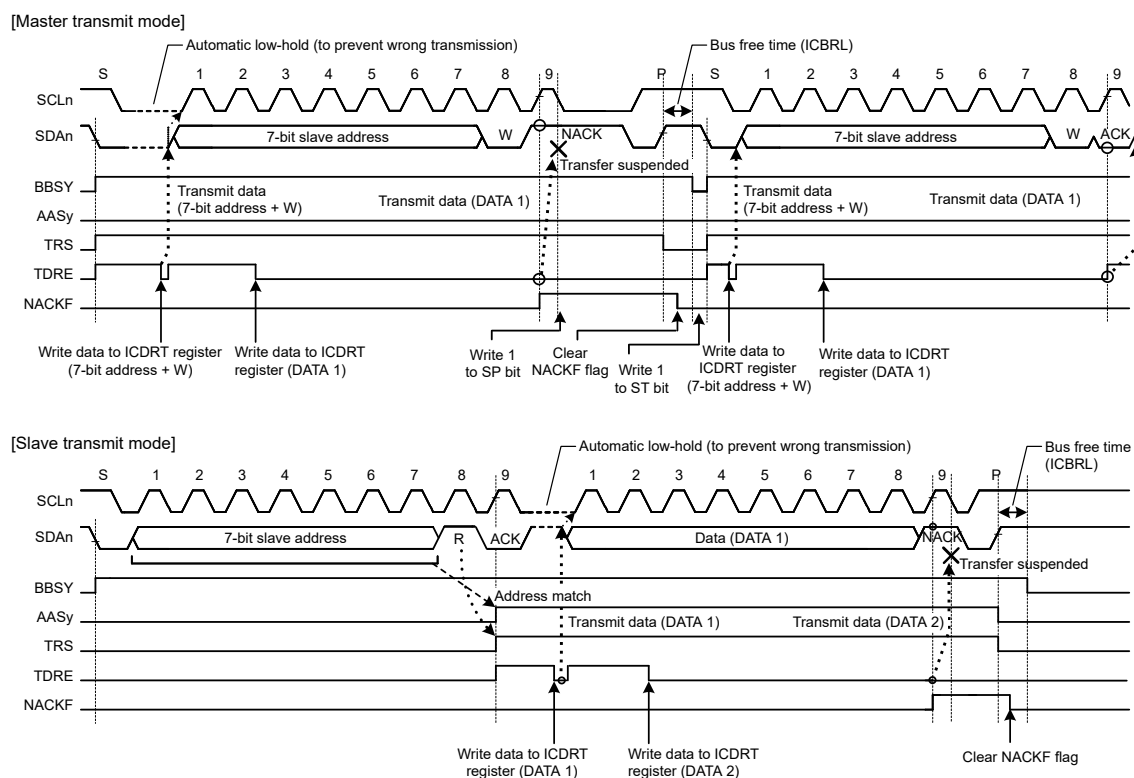 [Master transmit mode]
Automatic low-hold (to prevent wrong transmission)
Bus free time (ICBRL)
S 1 2 3 4 5 6 7 8 9 P S 1 2 3 4 5 6 7 8 9
SCLn
SDAn 7-bit slave address W NACK 7-bit slave address W ACK
Transfer suspended
BBSY
Transmit data
(7-bit address + W)
Transmit data (DATA 1)
Transmit data
(7-bit address + W)
Transmit data (DATA 1)
AASy
TRS
TDRE
NACKF
Write data to ICDRT register
(7-bit address + W)
Write data to ICDRT
register (DATA 1)
Write 1
to SP bit
Clear
NACKF flag
Write 1
to ST bit
Write data to
ICDRT register
(7-bit address + W)
Write data to ICDRT
register (DATA 1)
[Slave transmit mode]
Automatic low-hold (to prevent wrong transmission)
Bus free time
(ICBRL)
S 1 2 3 4 5 6 7 8 9 1 2 3 4 5 6 7 8 9 P
SCLn
SDAn 7-bit slave address R ACK Data (DATA 1) NACK
Transfer suspended
BBSY
Address match
AASy
Transmit data (DATA 1) Transmit data (DATA 2)
TRS
TDRE
NACKF
Write data to ICDRT
register (DATA 1)
Write data to ICDRT
register (DATA 2)
Clear NACKF flag